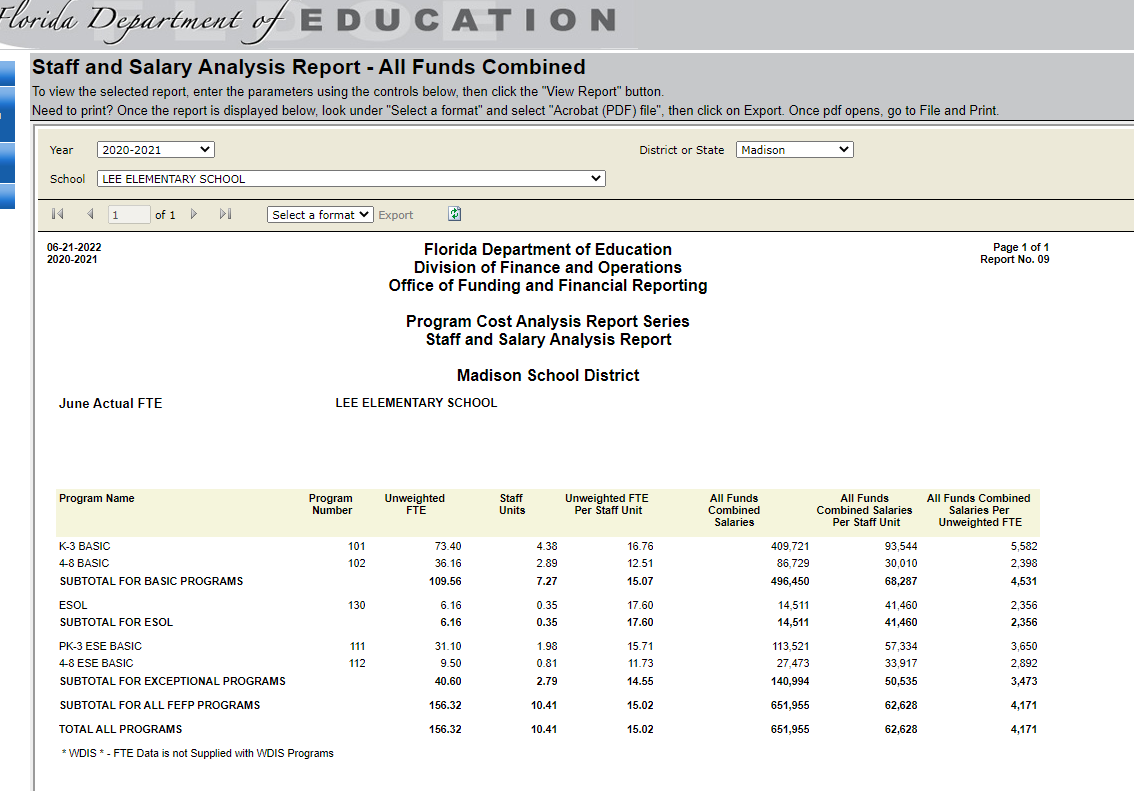 Florida Department of EDUCATION
Staff and Salary Analysis Report - All Funds Combined
To view the selected report, enter the parameters using the controls below, then click the "View Report" button.
Need to print? Once the report is displayed below, look under "Select a format" and select "Acrobat (PDF) file", then click on Export. Once pdf opens, go to File and Print.
Year 2020-2021 District or State Madison
School LEE ELEMENTARY SCHOOL
1 of 1 Select a format Export
06-21-2022 Florida Department of Education Page 1 of 1
2020-2021 Division of Finance and Operations Report No. 09
Office of Funding and Financial Reporting
Program Cost Analysis Report Series
Staff and Salary Analysis Report
Madison School District
June Actual FTE LEE ELEMENTARY SCHOOL
Program Name Program Unweighted Staff Unweighted FTE All Funds All Funds All Funds Combined
Number FTE Units Per Staff Unit Combined Combined Salaries Salaries Per
Salaries Per Staff Unit Unweighted FTE
K-3 BASIC 101 73.40 4.38 16.76 409,721 93,544 5,582
4-8 BASIC 102 36.16 2.89 12.51 86,729 30,010 2,398
SUBTOTAL FOR BASIC PROGRAMS 109.56 7.27 15.07 496,450 68,287 4,531
ESOL 130 6.16 0.35 17.60 14,511 41,460 2,356
SUBTOTAL FOR ESOL 6.16 0.35 17.60 14,511 41,460 2,356
PK-3 ESE BASIC 111 31.10 1.98 15.71 113,521 57,334 3,650
4-8 ESE BASIC 112 9.50 0.81 11.73 27,473 33,917 2,892
SUBTOTAL FOR EXCEPTIONAL PROGRAMS 40.60 2.79 14.55 140,994 50,535 3,473
SUBTOTAL FOR ALL FEFP PROGRAMS 156.32 10.41 15.02 651,955 62,628 4,171
TOTAL ALL PROGRAMS 156.32 10.41 15.02 651,955 62,628 4,171
* WDIS * - FTE Data is not Supplied with WDIS Programs